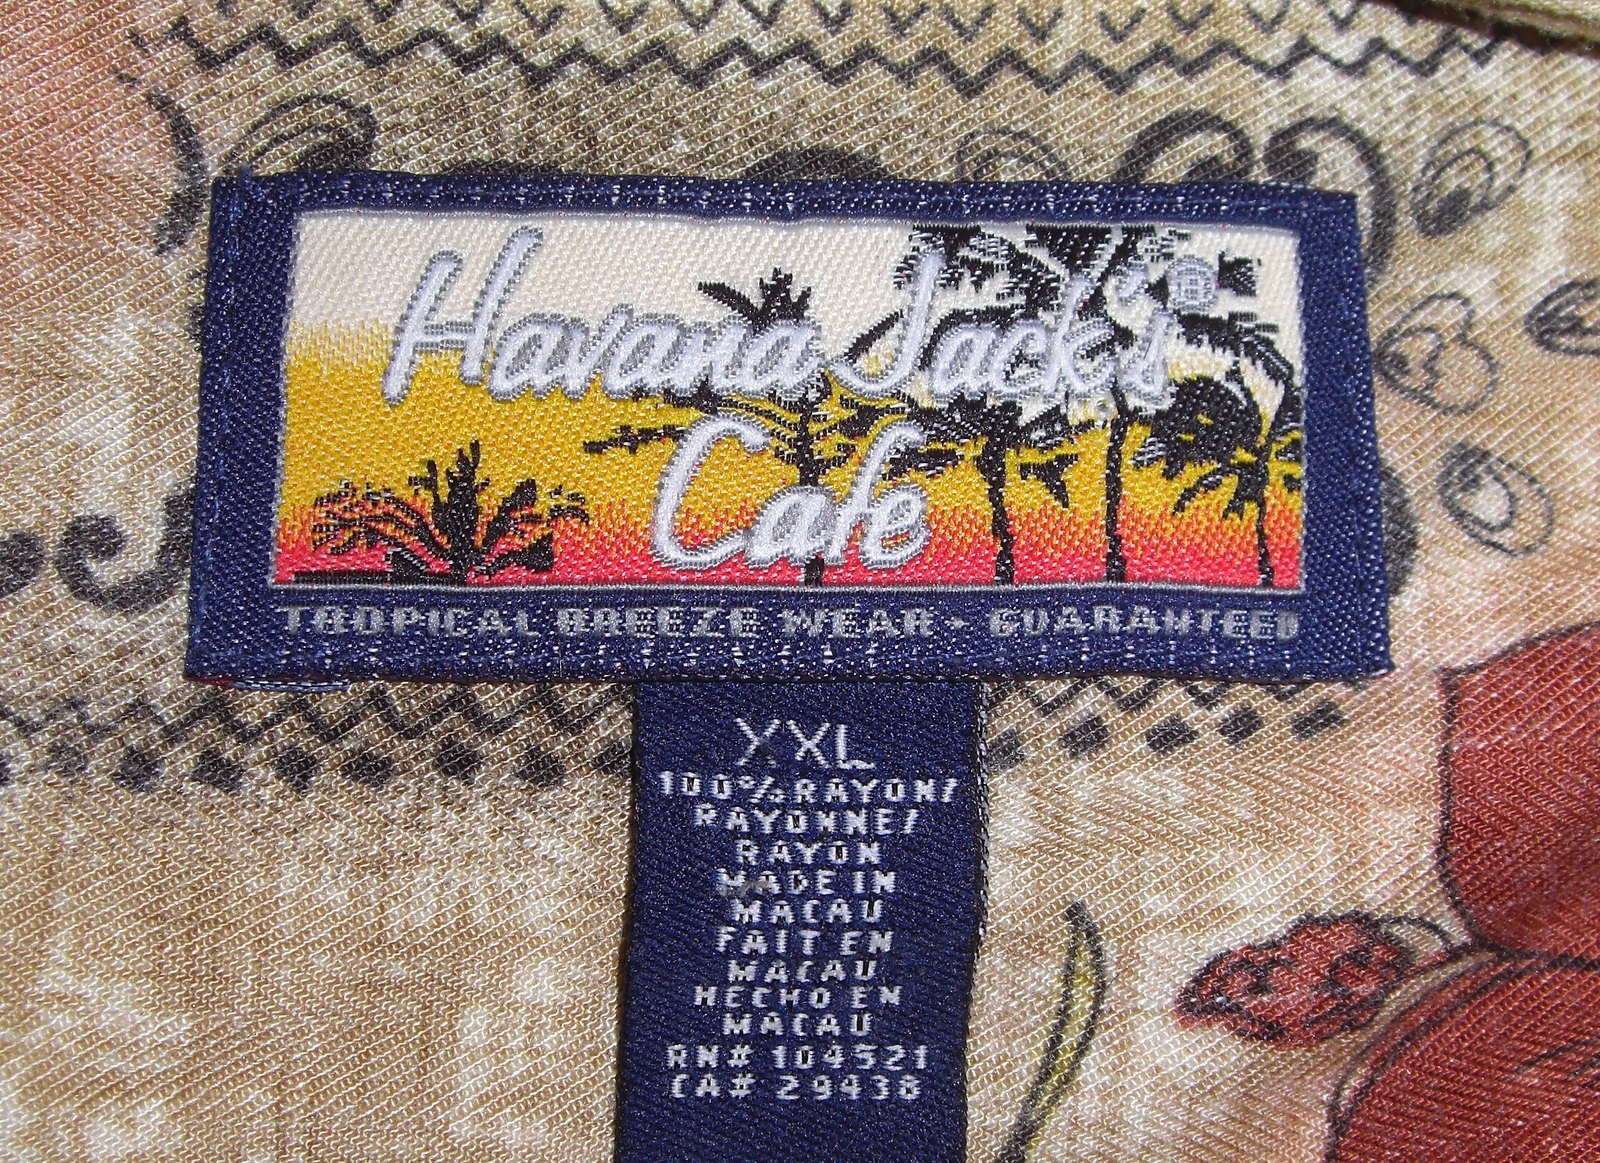 Havana Jack's®
Cafe
TROPICAL BREEZE WEAR - GUARANTEED
XXL
100% RAYON/
RAYONNE/
RAYON
MADE IN
MACAU
FAIT EN
MACAU
HECHO EN
MACAU
RN# 104321
CA# 29438